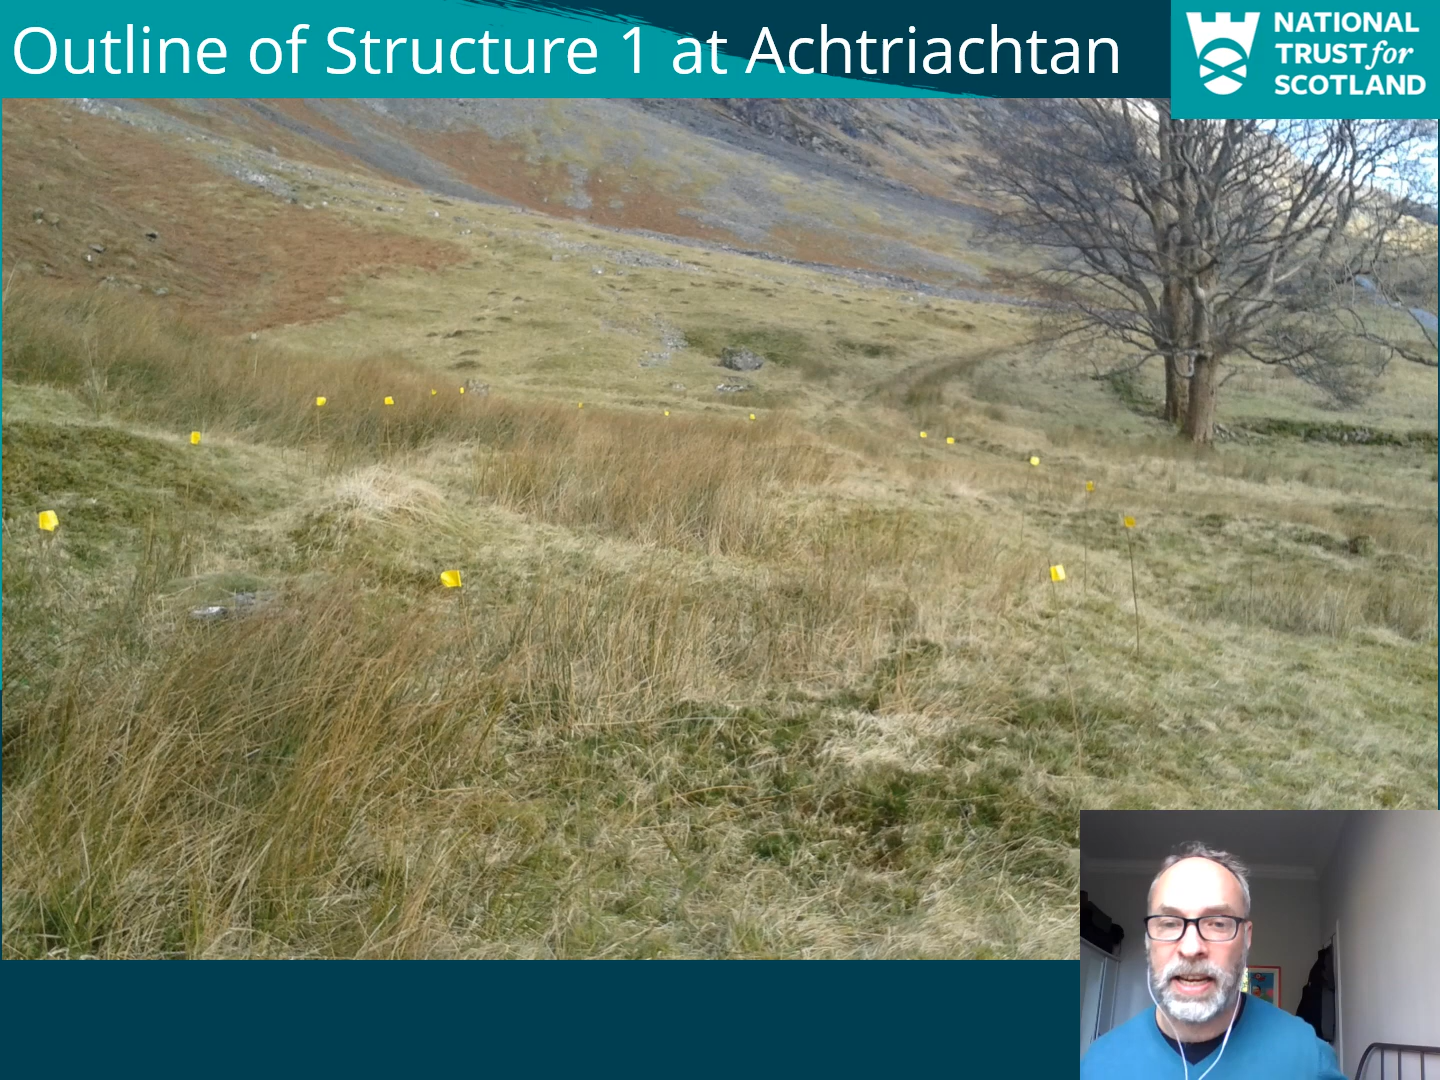 Outline of Structure 1 at Achtriachtan
NATIONAL
TRUST for
SCOTLAND